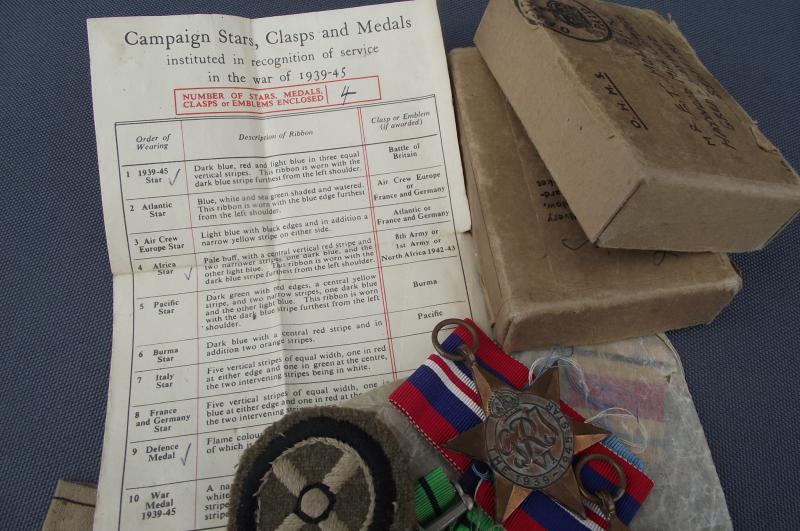 Campaign Stars, Clasps and Medals
instituted in recognition of service
in the war of 1939-45
NUMBER OF STARS, MEDALS,
CLASPS or EMBLEMS ENCLOSED
4
Order of
Wearing
Description of Ribbon
Clasp or Emblem
(if awarded)
1 1939-45
Star
Dark blue, red and light blue in three equal
vertical stripes. This ribbon is worn with the
dark blue stripe furthest from the left shoulder.
Battle of
Britain
2 Atlantic
Star
Blue, white and sea green shaded and watered.
This ribbon is worn with the blue edge furthest
from the left shoulder.
Air Crew Europe
or
France and Germany
3 Air Crew
Europe Star
Light blue with black edges and in addition a
narrow yellow stripe on either side.
Atlantic or
France and Germany
4 Africa
Star
Pale buff, with a central vertical red stripe and
two narrower stripes, one dark blue, and the
other light blue. This ribbon is worn with the
dark blue stripe furthest from the left shoulder.
8th Army or
1st Army or
North Africa 1942-43
5 Pacific
Star
Dark green with red edges, a central yellow
stripe, and two narrow stripes, one dark blue
and the other light blue. This ribbon is worn
with the dark blue stripe furthest from the left
shoulder.
Burma
6 Burma
Star
Dark blue with a central red stripe and in
addition two orange stripes.
Pacific
7 Italy
Star
Five vertical stripes of equal width, one in red
at either edge and one in green at the centre,
the two intervening stripes being in white.
8 France
and Germany
Star
Five vertical stripes of equal width, one in
blue at either edge and one in red at the
the two intervening
9 Defence
Medal
Flame colou
of which is
10 War
Medal
1939-45
A na
white
O.H.M.S.
THE 1939-1945 STAR